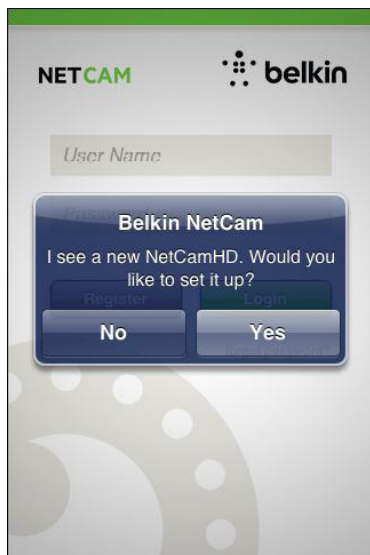 NETCAM belkin
User Name
Password
Belkin NetCam
I see a new NetCamHD. Would you
like to set it up?
Register Login
No Yes